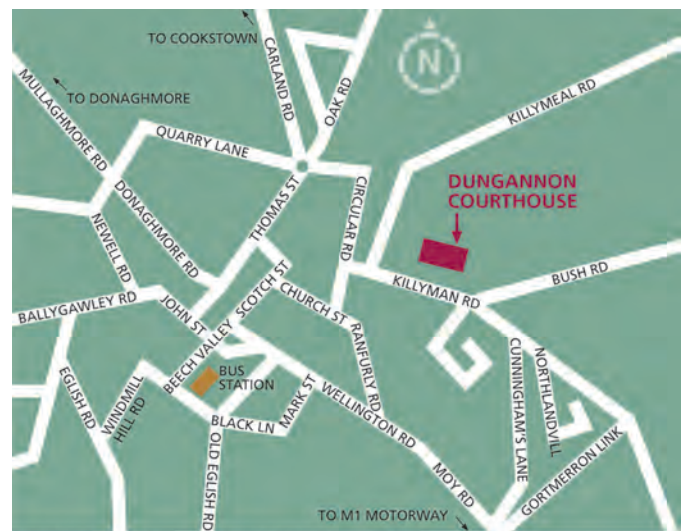 TO COOKSTOWN
CARLAND RD
OAK RD
N
TO DONAGHMORE
MULLAGHMORE RD
KILLYMEAL RD
QUARRY LANE
DONAGHMORE RD
THOMAS ST
CIRCULAR RD
DUNGANNON
COURTHOUSE
NEWELL RD
BALLYGAWLEY RD
JOHN ST
SCOTCH ST
CHURCH ST
KILLYMAN RD
BUSH RD
BEECH VALLEY
RANFURLY RD
BUS
STATION
EGLISH RD
WINDMILL
HILL RD
BLACK LN
MARK ST
WELLINGTON RD
CUNNINGHAM'S LANE
NORTHLANDVILL
OLD EGLISH RD
MOY RD
GORTMERRON LINK
TO M1 MOTORWAY